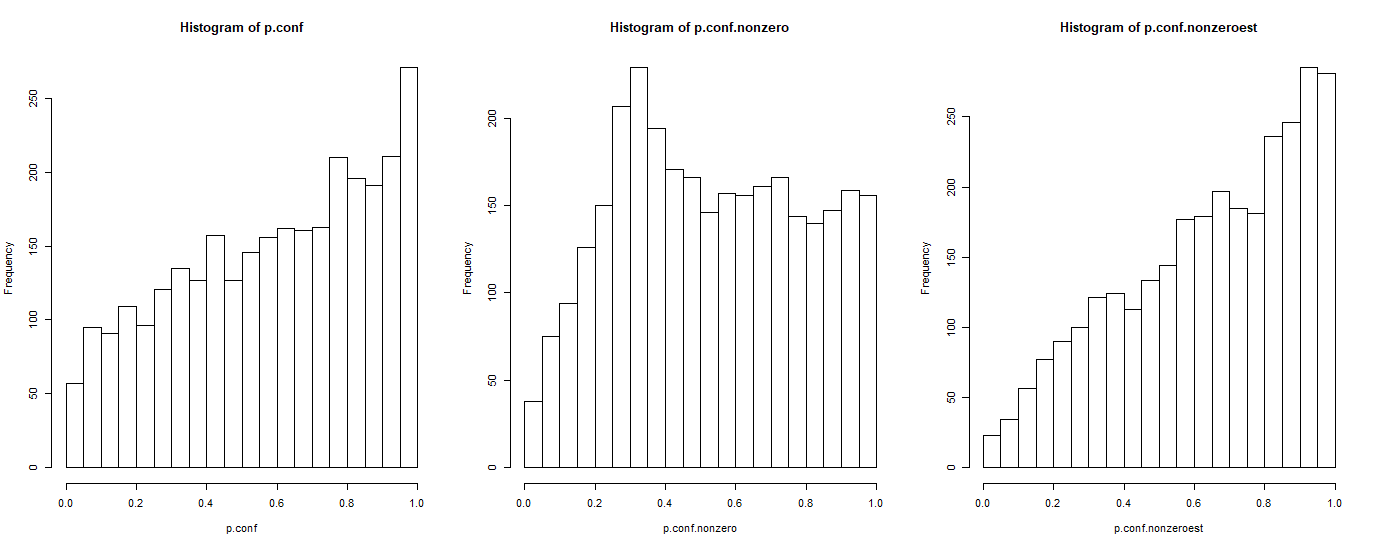 Histogram of p.conf
Frequency
0
50
100
150
200
250
0.0 0.2 0.4 0.6 0.8 1.0
p.conf
Histogram of p.conf.nonzero
Frequency
0
50
100
150
200
0.0 0.2 0.4 0.6 0.8 1.0
p.conf.nonzero
Histogram of p.conf.nonzeroest
Frequency
0
50
100
150
200
250
0.0 0.2 0.4 0.6 0.8 1.0
p.conf.nonzeroest